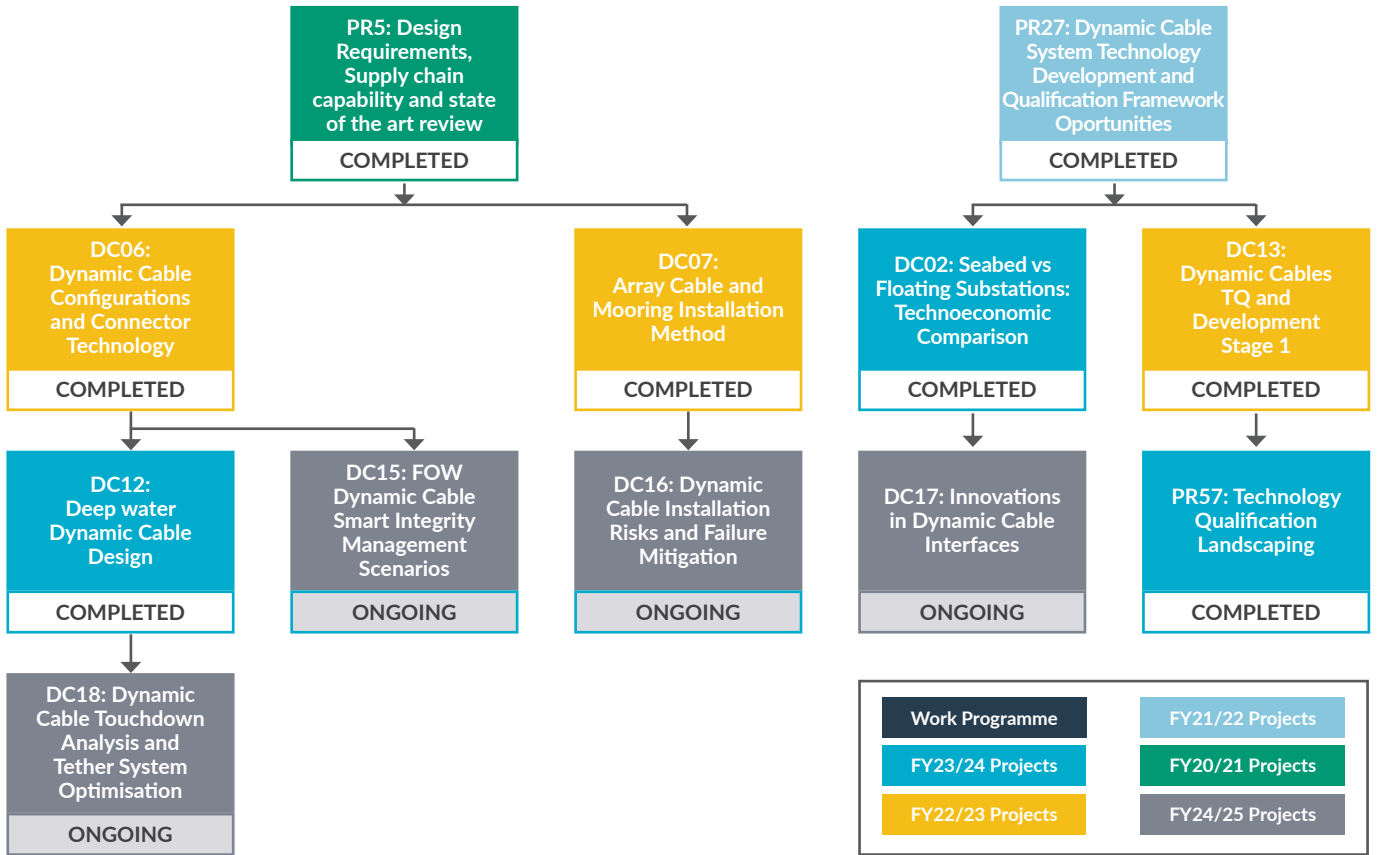 PR5: Design
Requirements,
Supply chain
capability and state
of the art review
COMPLETED
PR27: Dynamic Cable
System Technology
Development and
Qualification Framework
Oportunities
COMPLETED
DC06:
Dynamic Cable
Configurations
and Connector
Technology
COMPLETED
DC07:
Array Cable and
Mooring Installation
Method
COMPLETED
DC02: Seabed vs
Floating Substations:
Technoeconomic
Comparison
COMPLETED
DC13:
Dynamic Cables
TQ and
Development
Stage 1
COMPLETED
DC12:
Deep water
Dynamic Cable
Design
COMPLETED
DC15: FOW
Dynamic Cable
Smart Integrity
Management
Scenarios
ONGOING
DC16: Dynamic
Cable Installation
Risks and Failure
Mitigation
ONGOING
DC17: Innovations
in Dynamic Cable
Interfaces
ONGOING
PR57: Technology
Qualification
Landscaping
COMPLETED
DC18: Dynamic
Cable Touchdown
Analysis and
Tether System
Optimisation
ONGOING
Work Programme
FY21/22 Projects
FY23/24 Projects
FY20/21 Projects
FY22/23 Projects
FY24/25 Projects